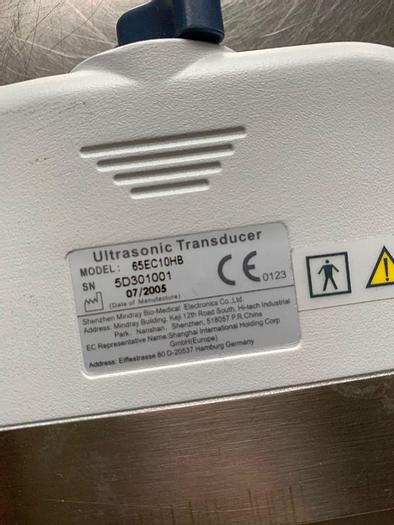 Ultrasonic Transducer
MODEL: 65EC10HB
SN 5D301001
07/2005
(Date of Manufacture)
CE 0123
Shenzhen Mindray Bio-Medical Electronics Co.,Ltd.
Address: Mindray Building, Keji 12th Road South, Hi-tech Industrial
Park, Nanshan, Shenzhen, 518057 P.R.China
EC Representative Name:Shanghai International Holding Corp
GmbH(Europe)
Address: Eiffestrasse 80 D-20537 Hamburg Germany